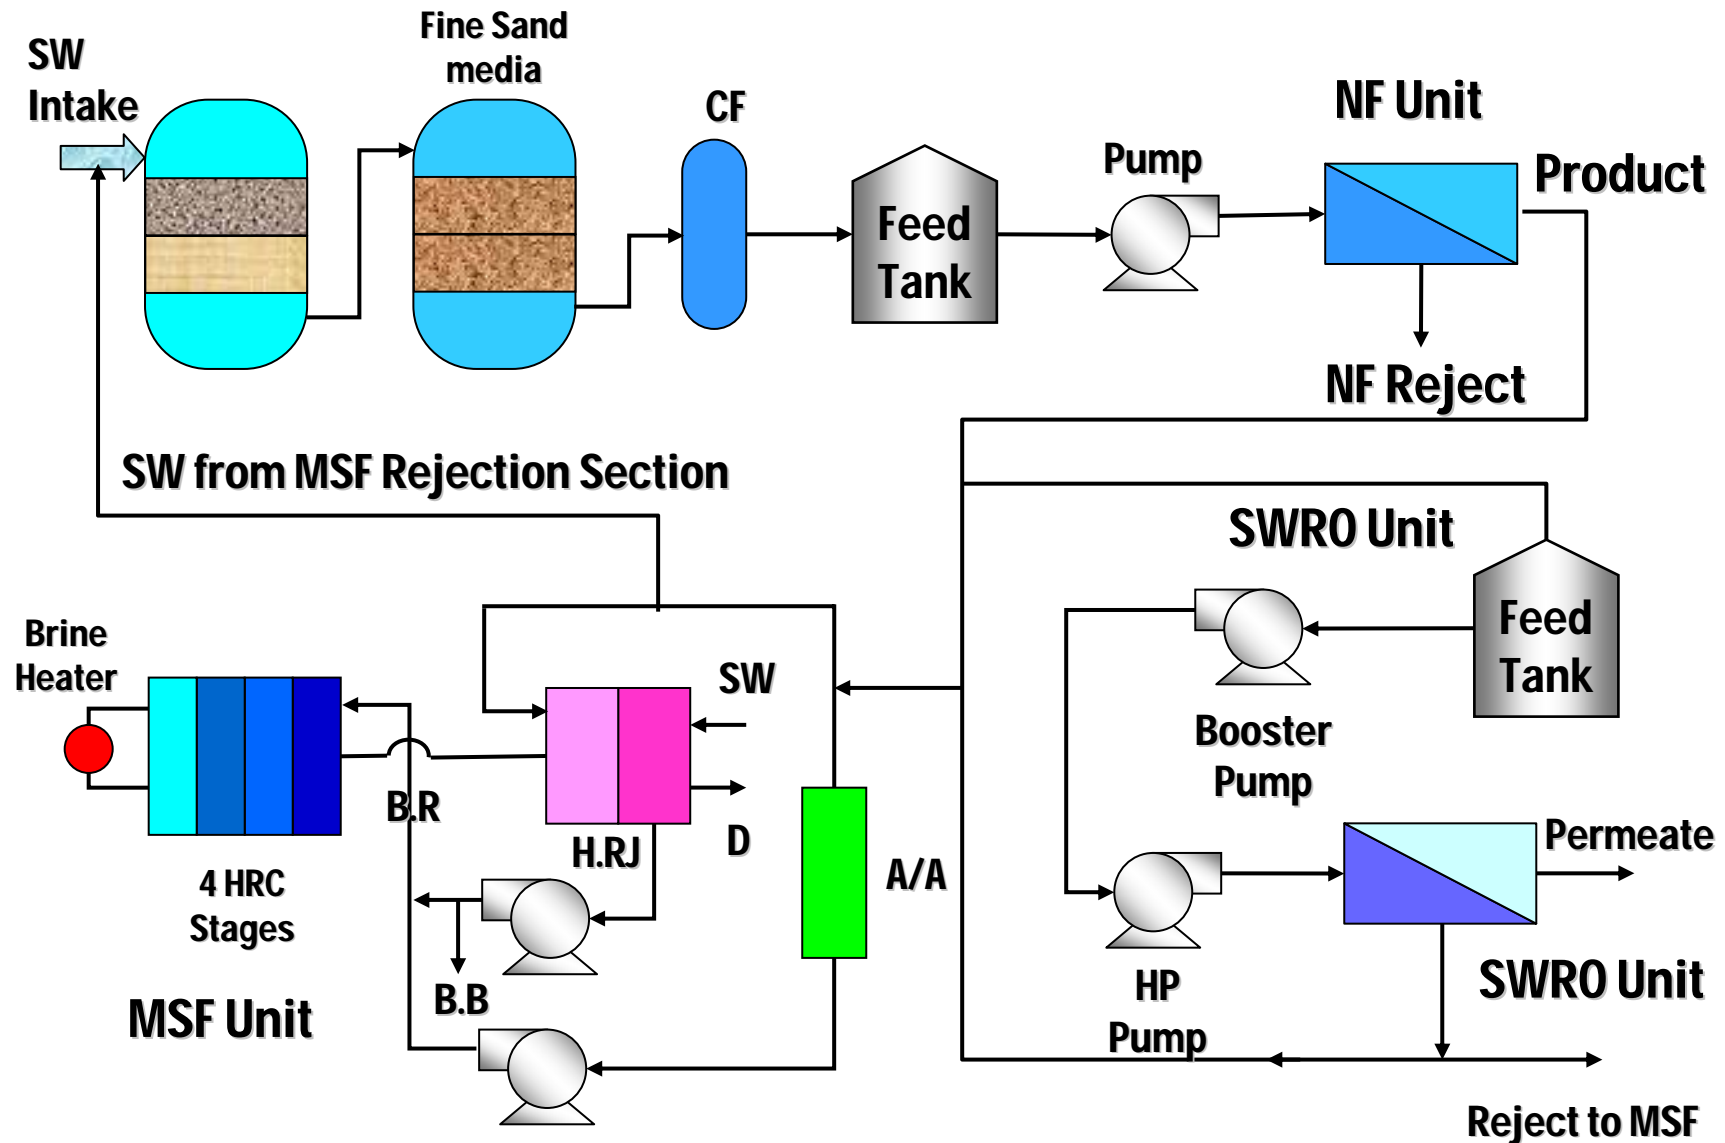 SW
Intake
Fine Sand
media
CF
Feed
Tank
Pump
NF Unit
Product
NF Reject
SW from MSF Rejection Section
SWRO Unit
Feed
Tank
Booster
Pump
Brine
Heater
SW
B.R
H.RJ
D
A/A
4 HRC
Stages
B.B
MSF Unit
Permeate
HP
Pump
SWRO Unit
Reject to MSF